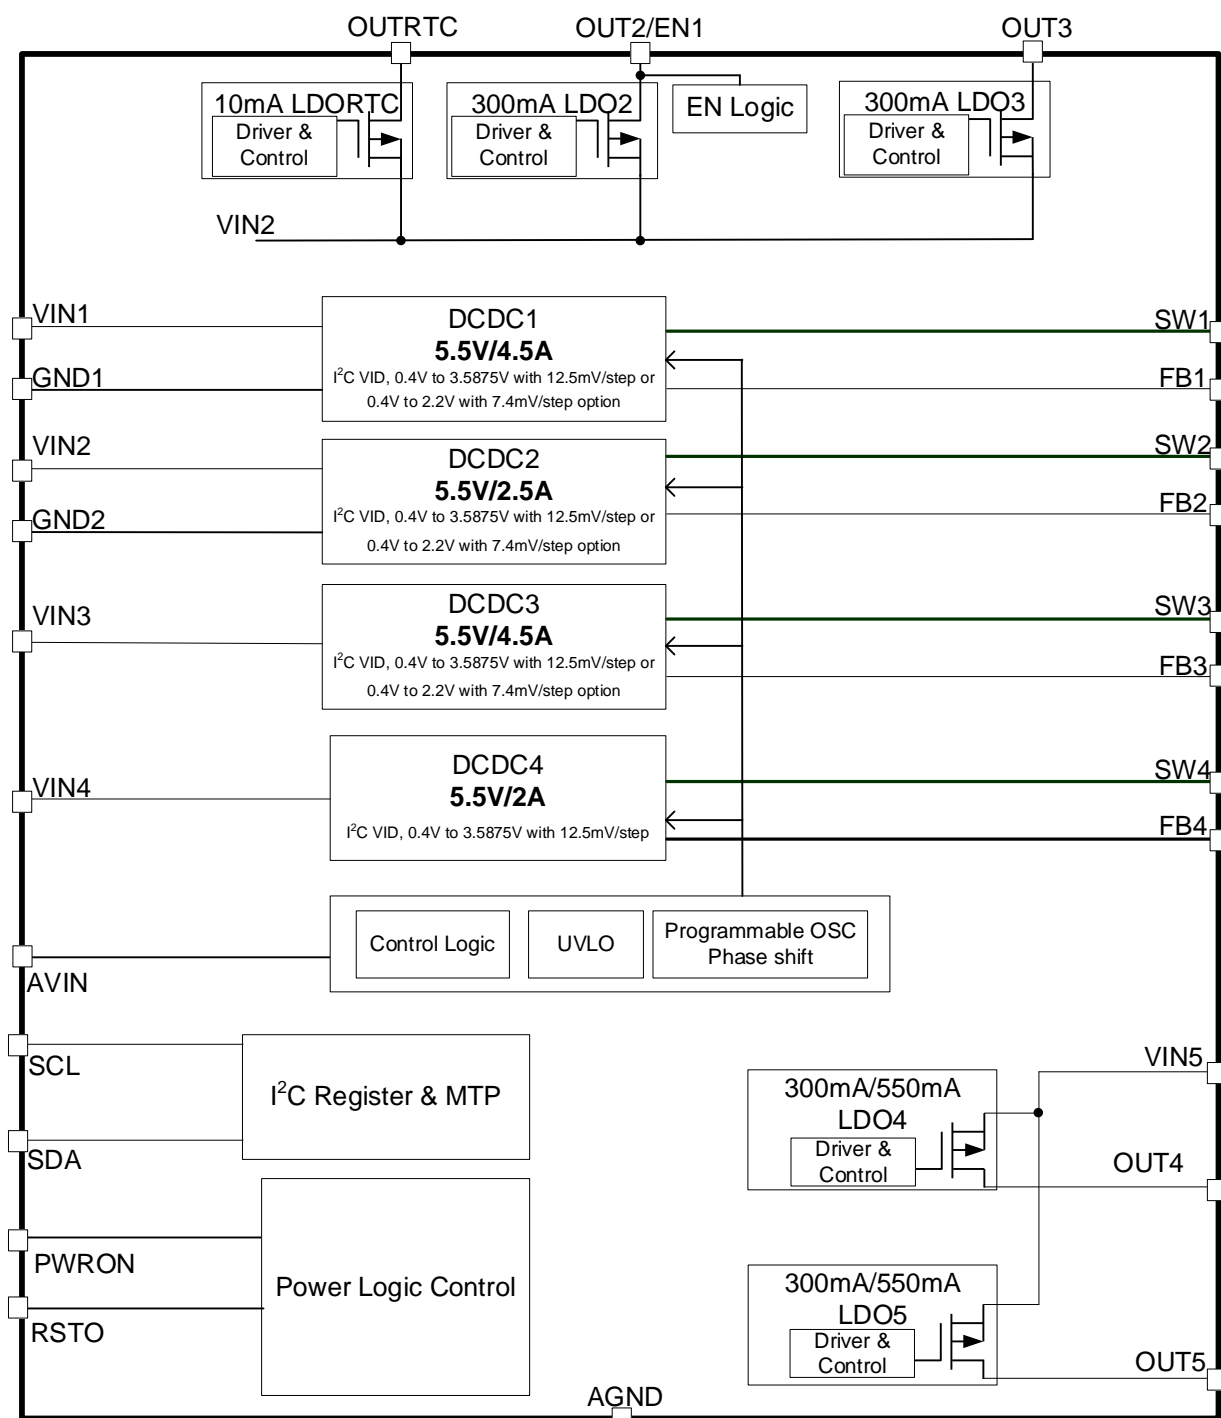 OUTRTC
OUT2/EN1
OUT3
10mA LDORTC
Driver &
Control
300mA LDO2
Driver &
Control
EN Logic
300mA LDO3
Driver &
Control
VIN2
VIN1
GND1
DCDC1
5.5V/4.5A
I²C VID, 0.4V to 3.5875V with 12.5mV/step or
0.4V to 2.2V with 7.4mV/step option
SW1
FB1
VIN2
GND2
DCDC2
5.5V/2.5A
I²C VID, 0.4V to 3.5875V with 12.5mV/step or
0.4V to 2.2V with 7.4mV/step option
SW2
FB2
VIN3
DCDC3
5.5V/4.5A
I²C VID, 0.4V to 3.5875V with 12.5mV/step or
0.4V to 2.2V with 7.4mV/step option
SW3
FB3
VIN4
DCDC4
5.5V/2A
I²C VID, 0.4V to 3.5875V with 12.5mV/step
SW4
FB4
AVIN
Control Logic
UVLO
Programmable OSC
Phase shift
SCL
SDA
I²C Register & MTP
PWRON
RSTO
Power Logic Control
VIN5
300mA/550mA
LDO4
Driver &
Control
OUT4
300mA/550mA
LDO5
Driver &
Control
OUT5
AGND